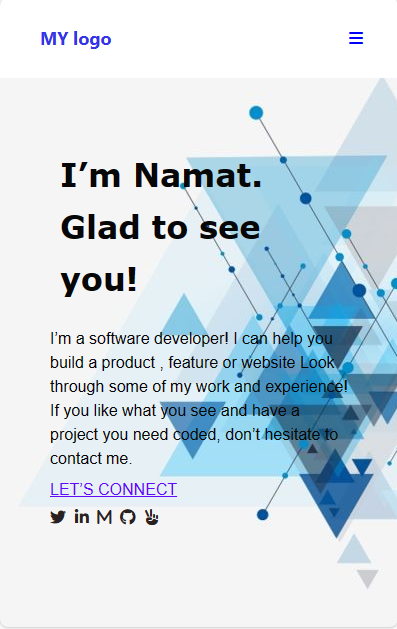 MY logo
I’m Namat.
Glad to see
you!
I’m a software developer! I can help you
build a product , feature or website Look
through some of my work and experience!
If you like what you see and have a
project you need coded, don’t hesitate to
contact me.
LET’S CONNECT